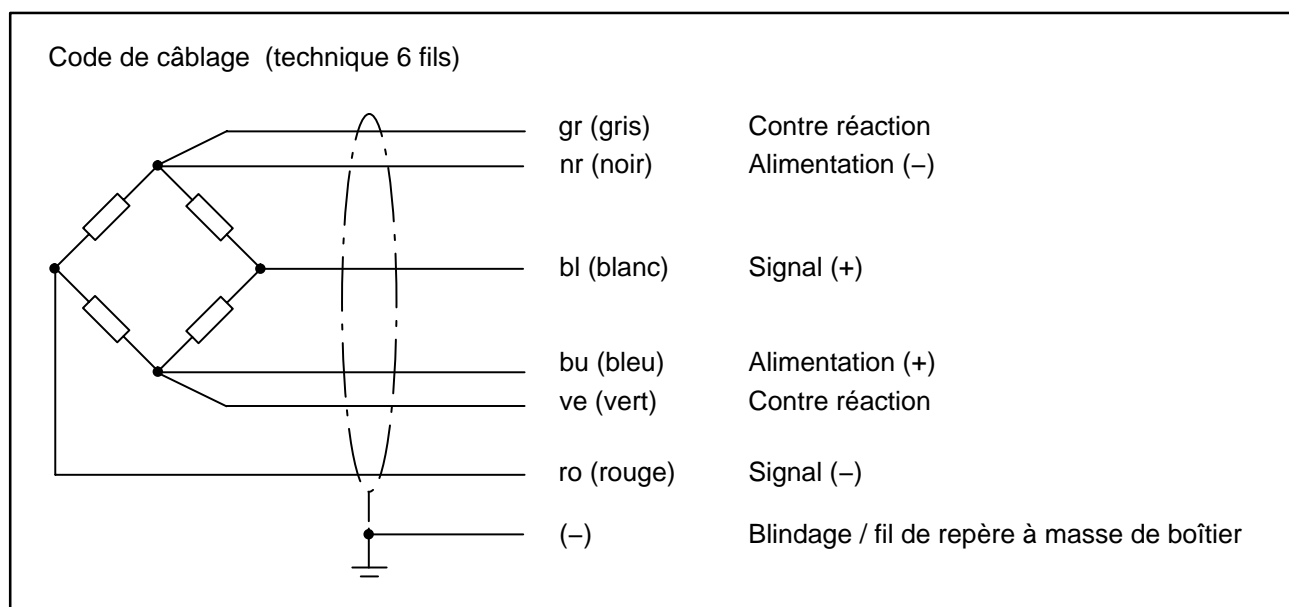 Code de câblage (technique 6 fils)
gr (gris) Contre réaction
nr (noir) Alimentation (−)
bl (blanc) Signal (+)
bu (bleu) Alimentation (+)
ve (vert) Contre réaction
ro (rouge) Signal (−)
(−) Blindage / fil de repère à masse de boîtier